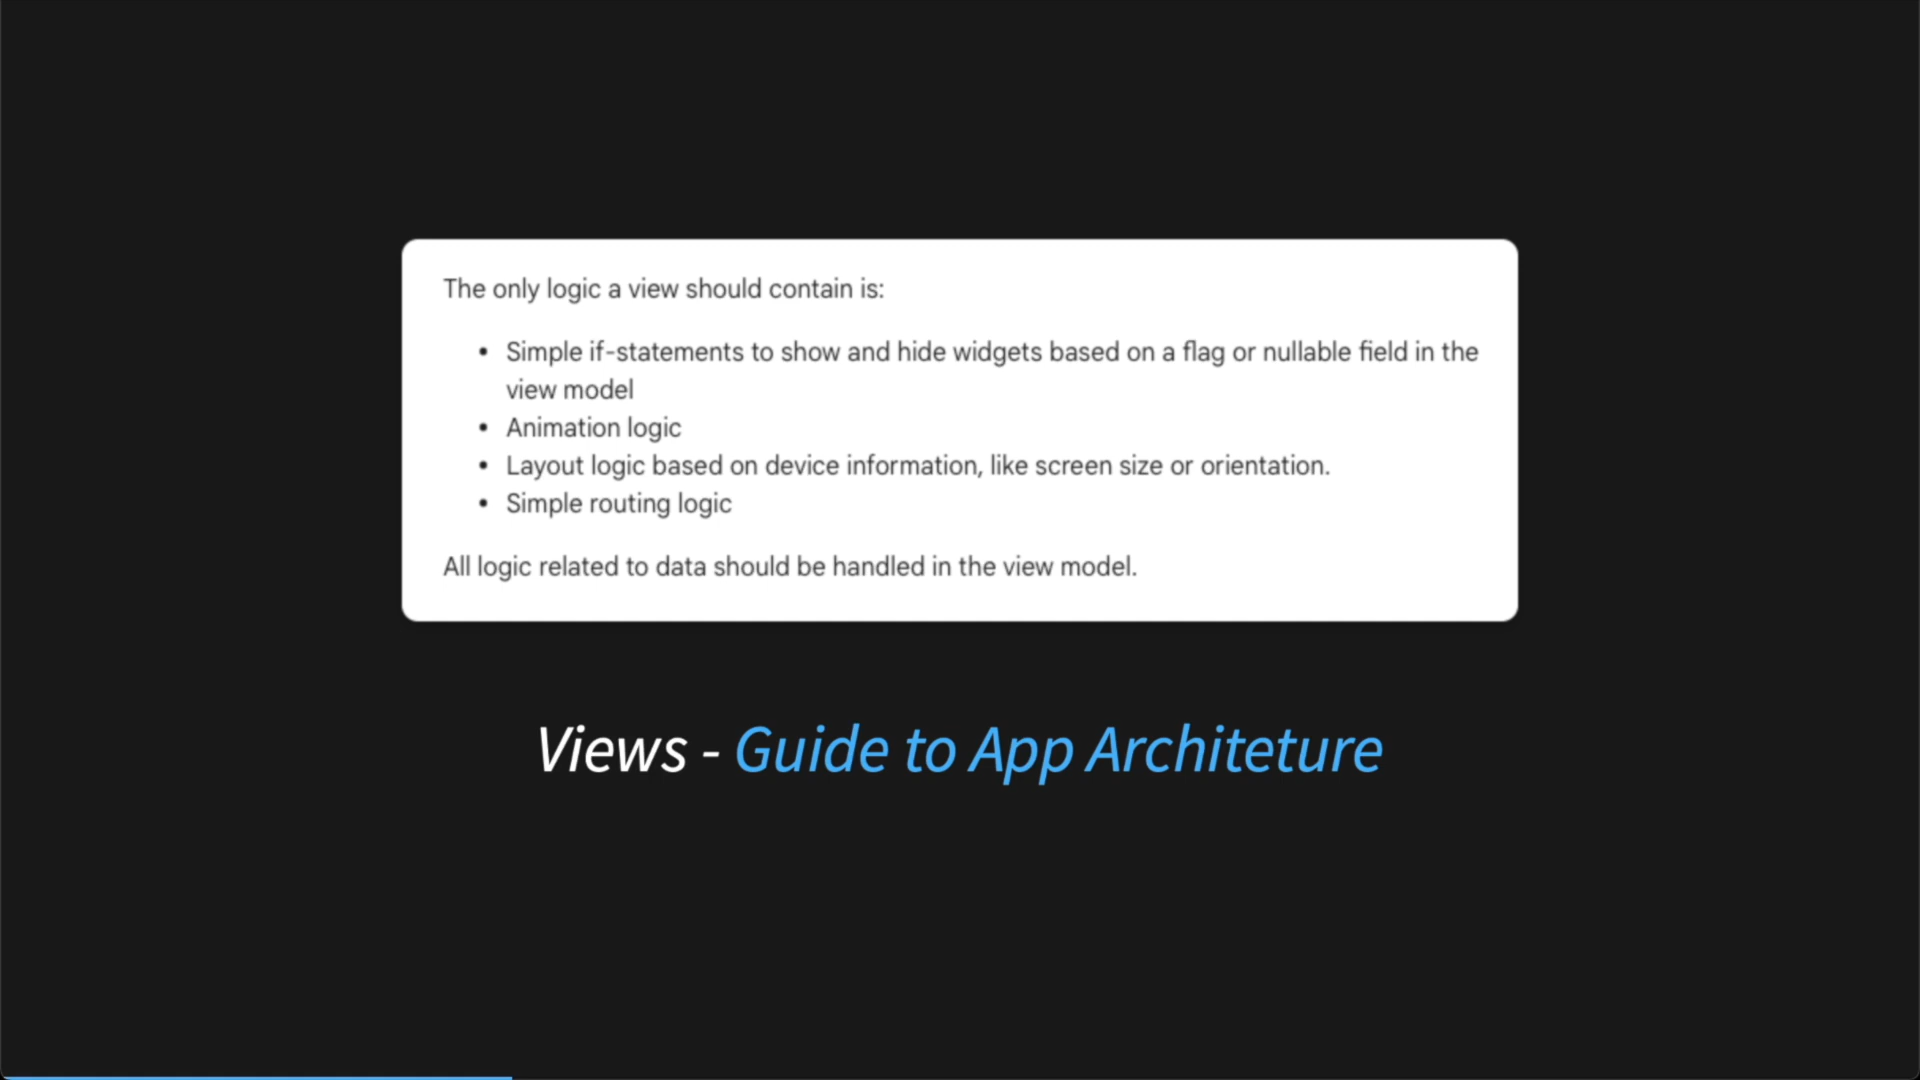 The only logic a view should contain is:
• Simple if-statements to show and hide widgets based on a flag or nullable field in the
view model
• Animation logic
• Layout logic based on device information, like screen size or orientation.
• Simple routing logic
All logic related to data should be handled in the view model.
Views - Guide to App Architeture